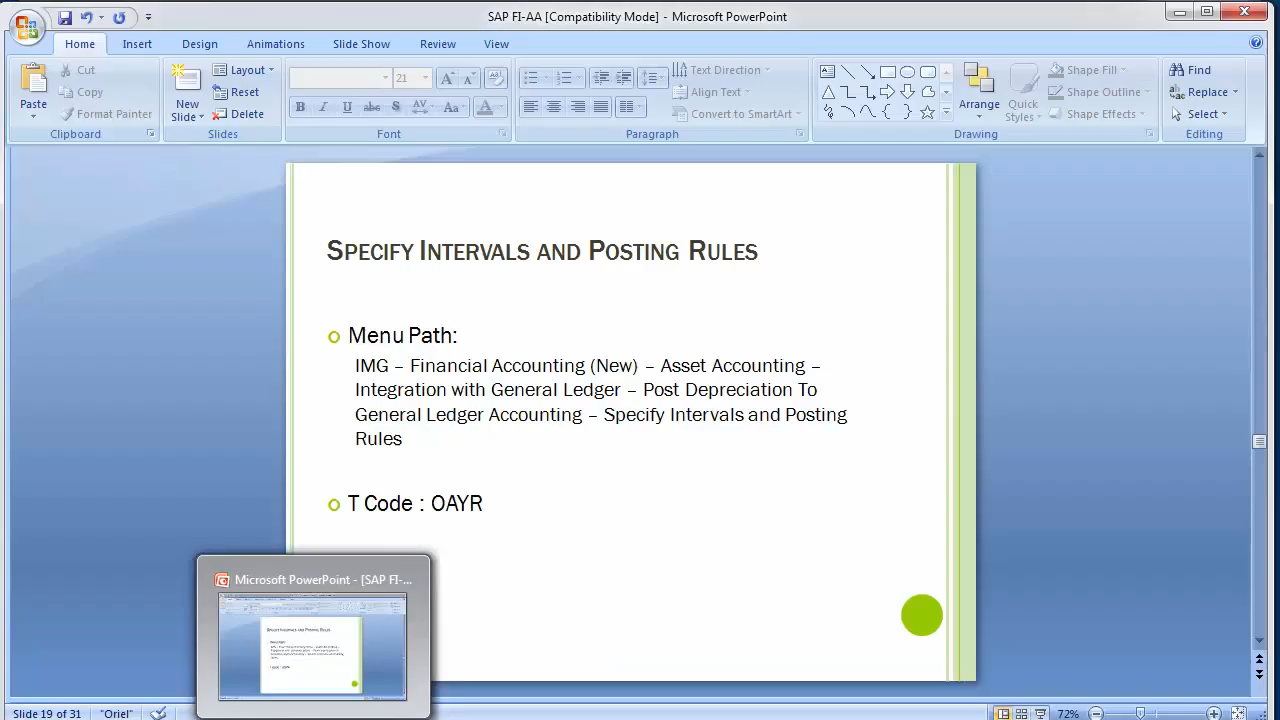 SAP FI-AA [Compatibility Mode] - Microsoft PowerPoint
Home Insert Design Animations Slide Show Review View
Paste
Cut
Copy
Format Painter
Clipboard
New
Slide
Layout
Reset
Delete
Slides
21
B I U abc S AV Aa A
Font
Text Direction
Align Text
Convert to SmartArt
Paragraph
Arrange
Quick
Styles
Shape Fill
Shape Outline
Shape Effects
Drawing
Find
Replace
Select
Editing
SPECIFY INTERVALS AND POSTING RULES
Menu Path:
IMG – Financial Accounting (New) – Asset Accounting –
Integration with General Ledger – Post Depreciation To
General Ledger Accounting – Specify Intervals and Posting
Rules
T Code : OAYR
Microsoft PowerPoint - [SAP FI-...
Slide 19 of 31 "Oriel" 72%